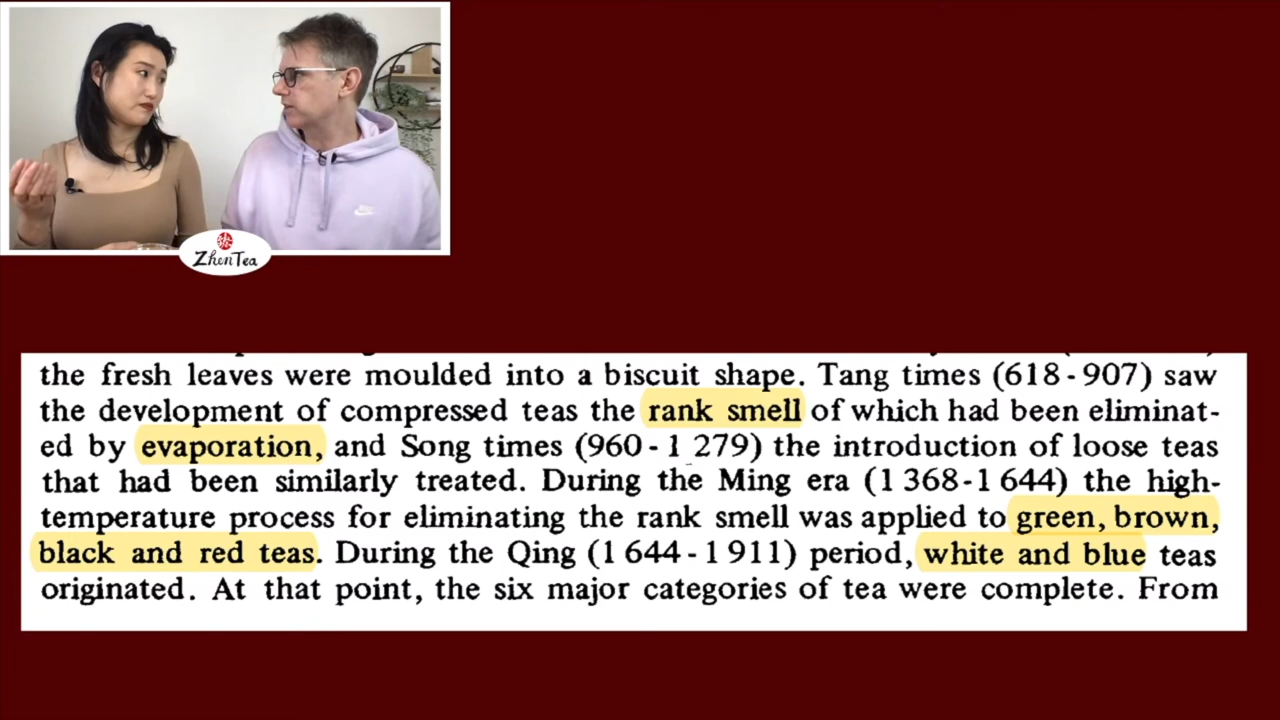 ZhenTea
the fresh leaves were moulded into a biscuit shape. Tang times (618-907) saw
the development of compressed teas the rank smell of which had been eliminat-
ed by evaporation, and Song times (960-1 279) the introduction of loose teas
that had been similarly treated. During the Ming era (1 368-1 644) the high-
temperature process for eliminating the rank smell was applied to green, brown,
black and red teas. During the Qing (1 644-1 911) period, white and blue teas
originated. At that point, the six major categories of tea were complete. From